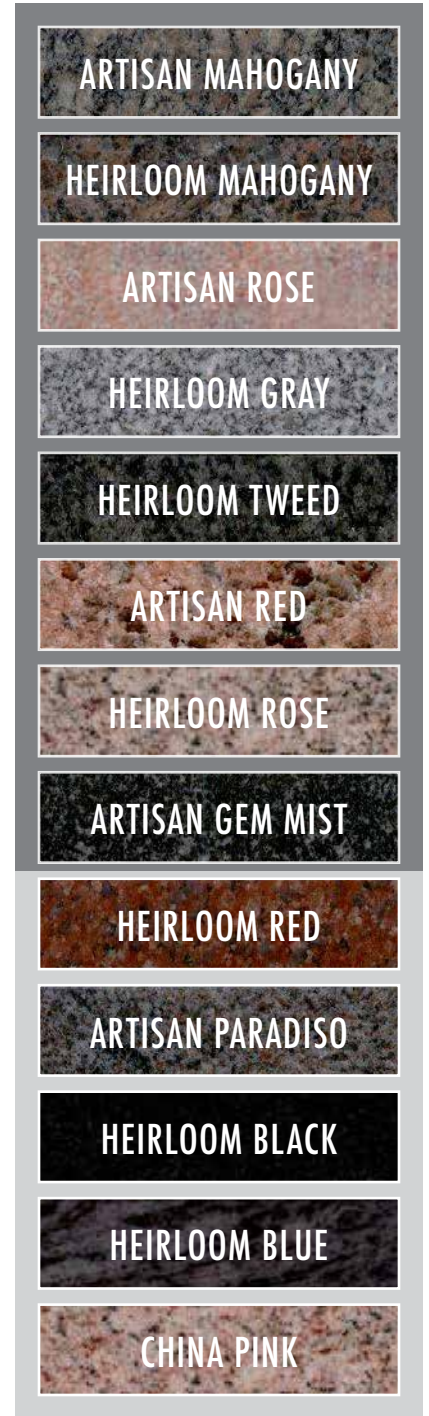 ARTISAN MAHOGANY
HEIRLOOM MAHOGANY
ARTISAN ROSE
HEIRLOOM GRAY
HEIRLOOM TWEED
ARTISAN RED
HEIRLOOM ROSE
ARTISAN GEM MIST
HEIRLOOM RED
ARTISAN PARADISO
HEIRLOOM BLACK
HEIRLOOM BLUE
CHINA PINK